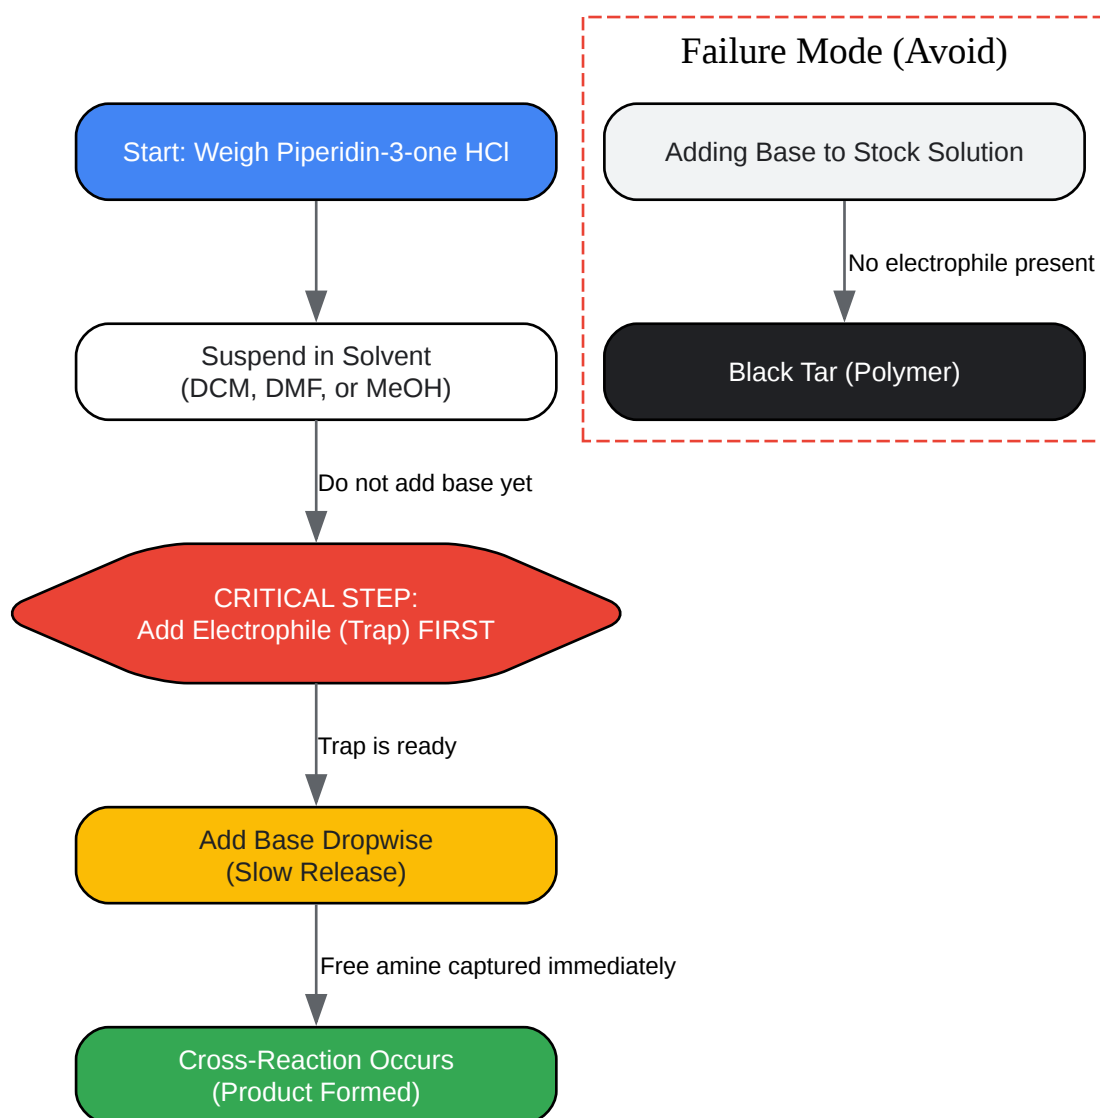 Failure Mode (Avoid)
Start: Weigh Piperidin-3-one HCl
Adding Base to Stock Solution
No electrophile present
Suspend in Solvent
(DCM, DMF, or MeOH)
Black Tar (Polymer)
Do not add base yet
CRITICAL STEP:
Add Electrophile (Trap) FIRST
Trap is ready
Add Base Dropwise
(Slow Release)
Free amine captured immediately
Cross-Reaction Occurs
(Product Formed)